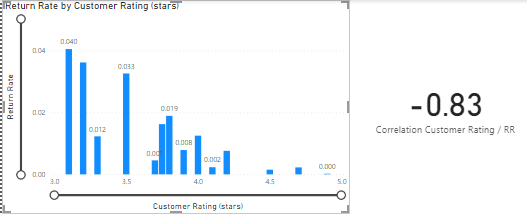 Return Rate by Customer Rating (stars)
0.040
0.04
0.033
0.019
0.02
0.012
0.008
0.002
0.000
0.00
3.0 3.5 4.0 4.5 5.0
Return Rate
Customer Rating (stars)
-0.83
Correlation Customer Rating / RR